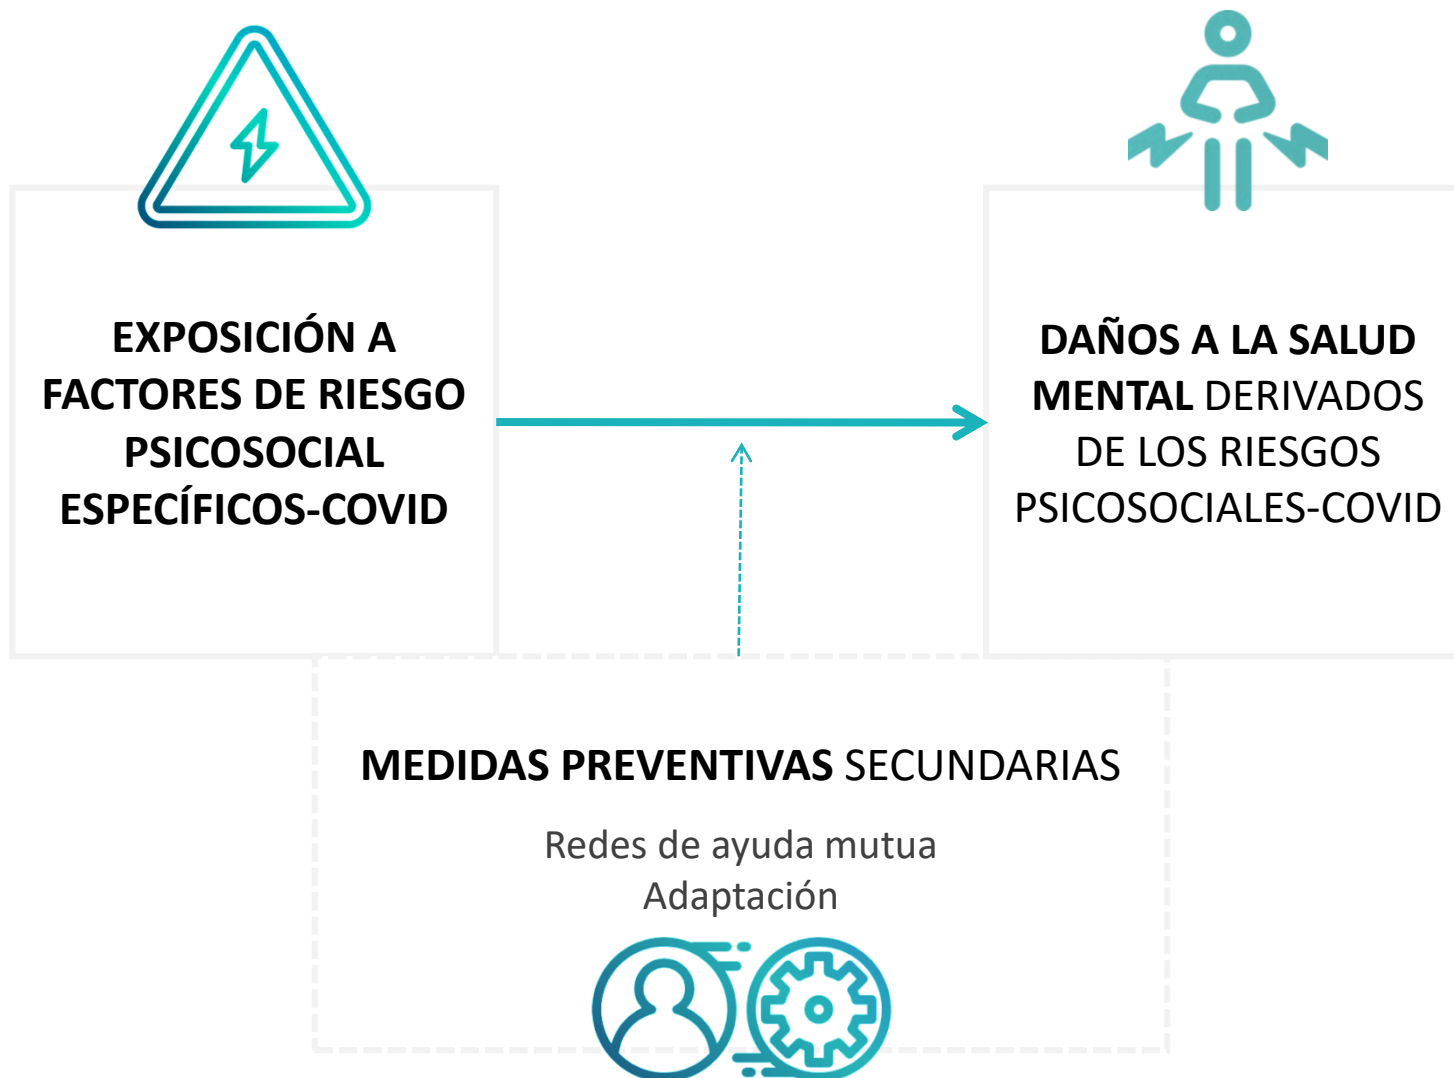 EXPOSICIÓN A
FACTORES DE RIESGO
PSICOSOCIAL
ESPECÍFICOS-COVID
DAÑOS A LA SALUD
MENTAL DERIVADOS
DE LOS RIESGOS
PSICOSOCIALES-COVID
MEDIDAS PREVENTIVAS SECUNDARIAS
Redes de ayuda mutua
Adaptación